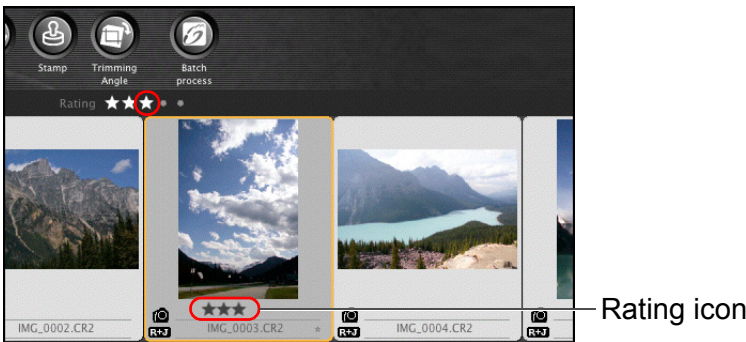 Stamp
Trimming
Angle
Batch
process
Rating
R+J
IMG_0002.CR2
IMG_0003.CR2
R+J
IMG_0004.CR2
R+J
Rating icon